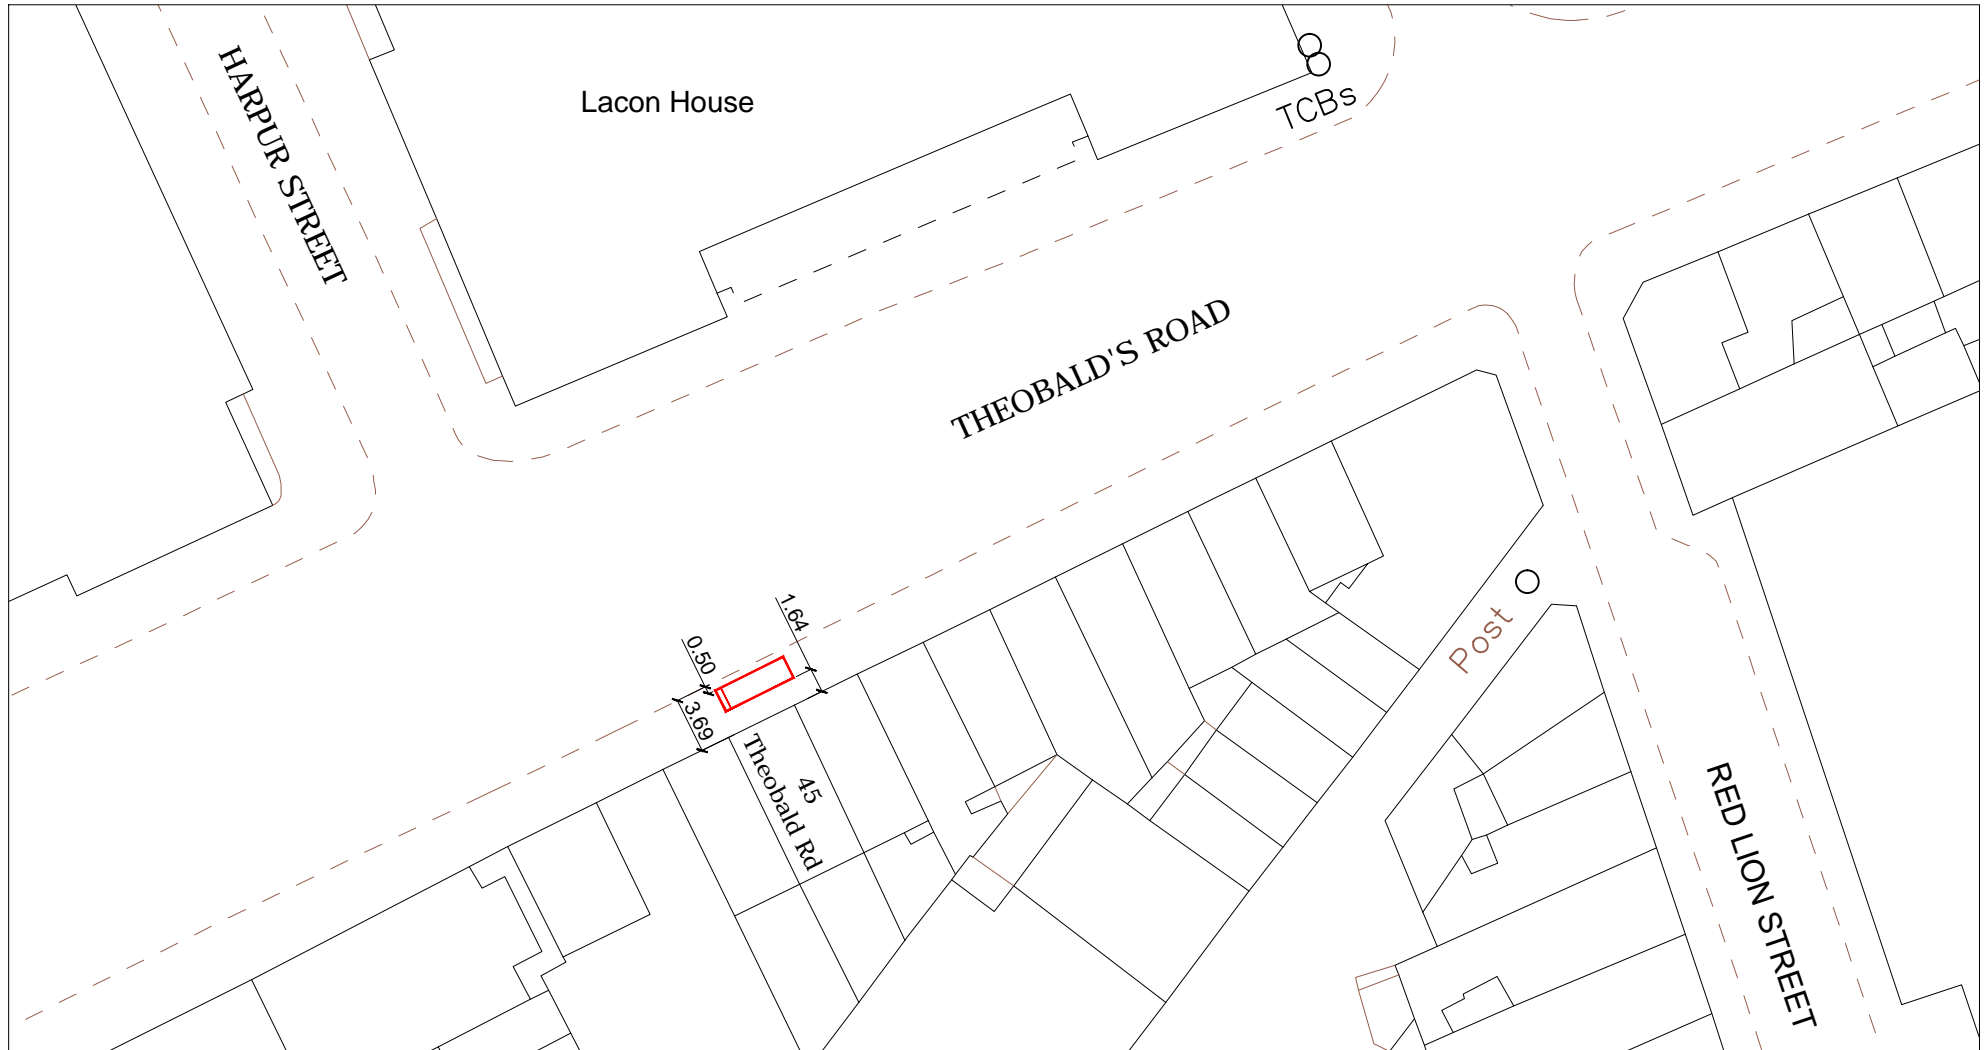 HARPUR STREET
Lacon House
TCBs
THEOBALD'S ROAD
1.64
0.50
3.69
45
Theobald Rd
Post
RED LION STREET